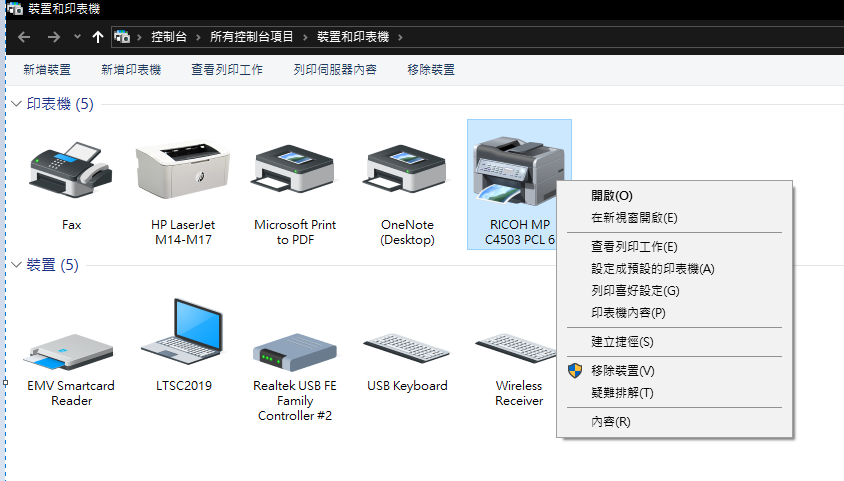 裝置和印表機
控制台 › 所有控制台項目 › 裝置和印表機 ›
新增裝置 新增印表機 查看列印工作 列印伺服器內容 移除裝置
印表機 (5)
Fax
HP LaserJet
M14-M17
Microsoft Print
to PDF
OneNote
(Desktop)
RICOH MP
C4503 PCL 6
開啟(O)
在新視窗開啟(E)
查看列印工作(E)
設定成預設的印表機(A)
列印喜好設定(G)
印表機內容(P)
建立捷徑(S)
移除裝置(V)
疑難排解(T)
內容(R)
裝置 (5)
EMV Smartcard
Reader
LTSC2019
Realtek USB FE
Family
Controller #2
USB Keyboard
Wireless
Receiver